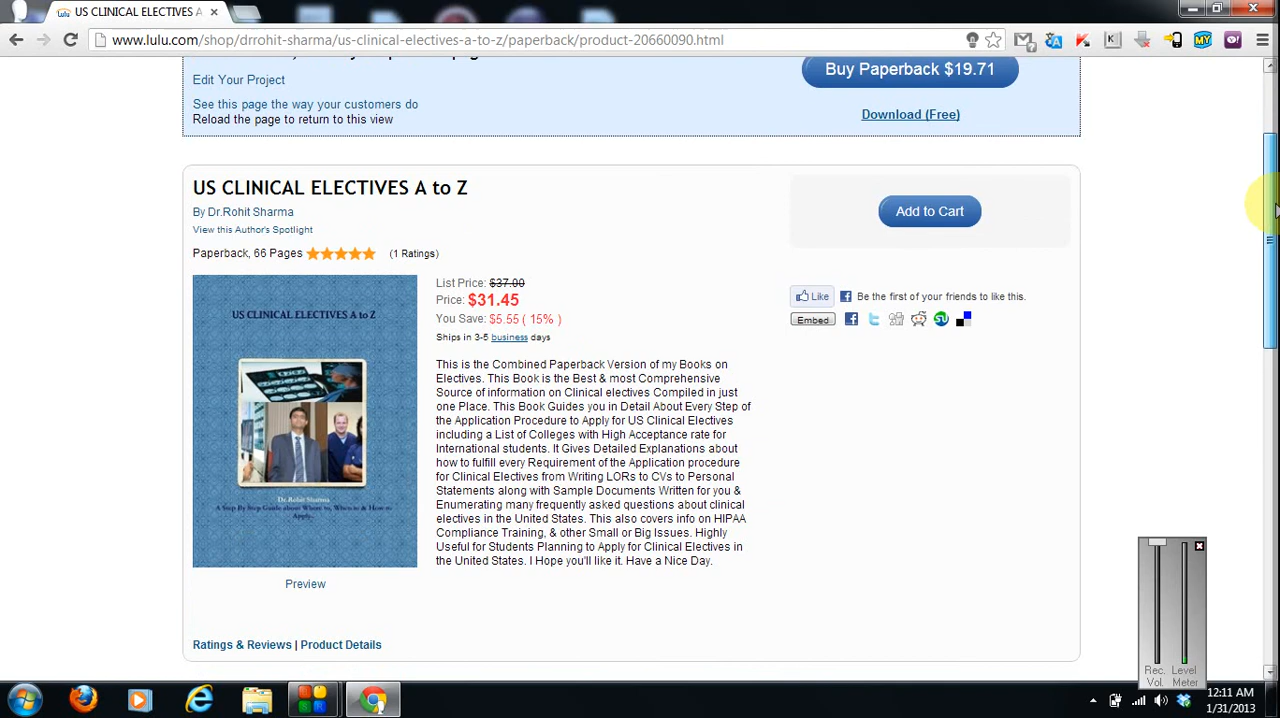 US CLINICAL ELECTIVES A
www.lulu.com/shop/drrohit-sharma/us-clinical-electives-a-to-z/paperback/product-20660090.html
Edit Your Project
Buy Paperback $19.71
See this page the way your customers do
Reload the page to return to this view
Download (Free)
US CLINICAL ELECTIVES A to Z
Add to Cart
By Dr.Rohit Sharma
View this Author's Spotlight
Paperback, 66 Pages
(1 Ratings)
List Price: $37.00
Price: $31.45
You Save: $5.55 ( 15% )
Ships in 3-5 business days
Like
Be the first of your friends to like this.
Embed
US CLINICAL ELECTIVES A to Z
Dr.Rohit Sharma
A Step By Step Guide about Where to, When to & How to
Apply..
This is the Combined Paperback Version of my Books on
Electives. This Book is the Best & most Comprehensive
Source of information on Clinical electives Compiled in just
one Place. This Book Guides you in Detail About Every Step of
the Application Procedure to Apply for US Clinical Electives
including a List of Colleges with High Acceptance rate for
International students. It Gives Detailed Explanations about
how to fulfill every Requirement of the Application procedure
for Clinical Electives from Writing LORs to CVs to Personal
Statements along with Sample Documents Written for you &
Enumerating many frequently asked questions about clinical
electives in the United States. This also covers info on HIPAA
Compliance Training, & other Small or Big Issues. Highly
Useful for Students Planning to Apply for Clinical Electives in
the United States. I Hope you'll like it. Have a Nice Day.
Preview
Ratings & Reviews | Product Details
Rec. Vol.
Level Meter
12:11 AM
1/31/2013